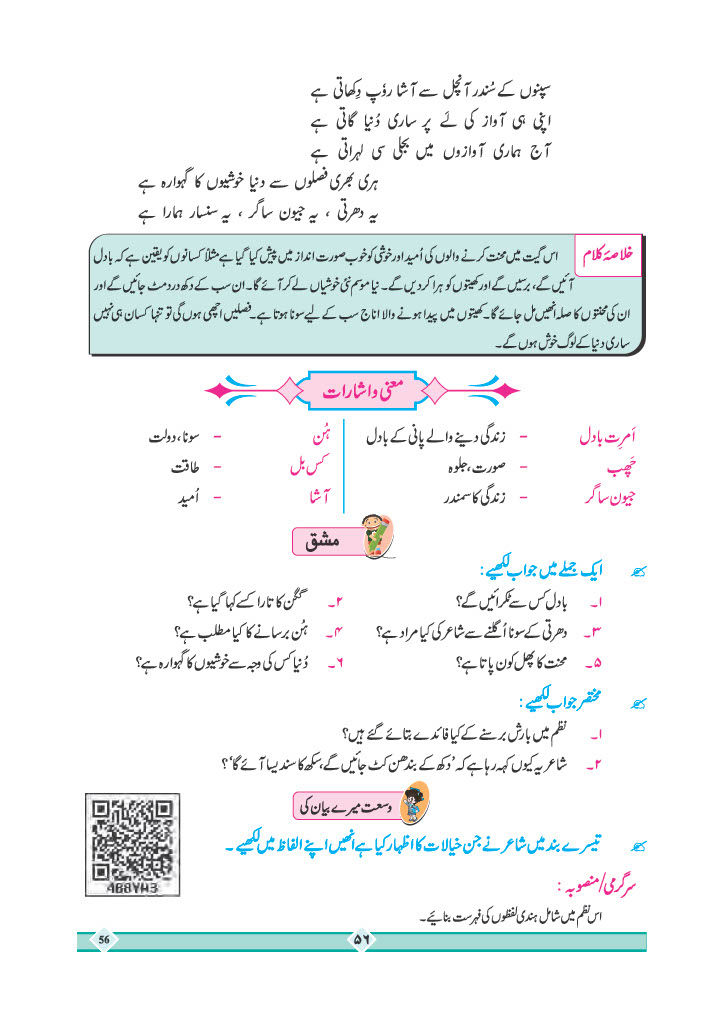 سپنوں کے سُندر آنچل سے آشا روٗپ دِکھاتی ہے
اپنی ہی آواز کی لَے پر ساری دُنیا گاتی ہے
آج ہماری آوازوں میں بجلی سی لہراتی ہے
ہری بھری فصلوں سے دنیا خوشیوں کا گہوارہ ہے
یہ دھرتی ، یہ جیون ساگر ، یہ سنسار ہمارا ہے
خلاصۂ کلام
اس گیت میں محنت کرنے والوں کی اُمید اور خوشی کو خوب صورت انداز میں پیش کیا گیا ہے مثلاً کسانوں کو یقین ہے کہ بادل
آئیں گے، برسیں گے اور کھیتوں کو ہرا کردیں گے۔ نیا موسم نئی خوشیاں لے کر آئے گا۔ ان سب کے دکھ درد مٹ جائیں گے اور
ان کی محنتوں کا صلہ انھیں مل جائے گا۔ کھیتوں میں پیدا ہونے والا اناج سب کے لیے سونا ہوتا ہے۔ فصلیں اچھی ہوں گی تو تنہا کسان ہی نہیں
ساری دنیا کے لوگ خوش ہوں گے۔
معنی و اشارات
اَمرِت بادل - زندگی دینے والے پانی کے بادل
چَھب - صورت، جلوہ
جیون ساگر - زندگی کا سمندر
ہُن - سونا، دولت
کس بل - طاقت
آشا - اُمید
مشق
ایک جملے میں جواب لکھیے :
۱۔ بادل کس سے ٹکرائیں گے؟ ۲۔ گگن کا تارا کسے کہا گیا ہے؟
۳۔ دھرتی کے سونا اُگلنے سے شاعر کی کیا مراد ہے؟ ۴۔ ہُن برسانے کا کیا مطلب ہے؟
۵۔ محنت کا پھل کون پاتا ہے؟ ۶۔ دُنیا کس کی وجہ سے خوشیوں کا گہوارہ ہے؟
مختصر جواب لکھیے :
۱۔ نظم میں بارش برسنے کے کیا فائدے بتائے گئے ہیں؟
۲۔ شاعر یہ کیوں کہہ رہا ہے کہ ’دکھ کے بندھن کٹ جائیں گے، سکھ کا سندیسا آئے گا‘؟
وسعت میرے بیان کی
تیسرے بند میں شاعر نے جن خیالات کا اظہار کیا ہے انھیں اپنے الفاظ میں لکھیے ۔
4B8YW3
سرگرمی/منصوبہ :
اس نظم میں شامل ہندی لفظوں کی فہرست بنائیے۔
56
۵۶